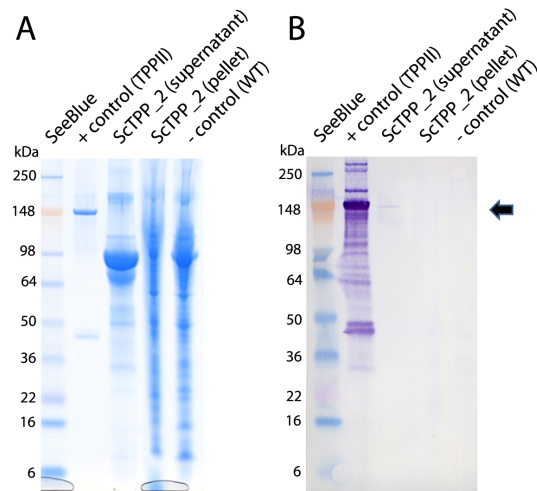 A
SeeBlue
+ control (TPPII)
ScTPP_2 (supernatant)
ScTPP_2 (pellet)
- control (WT)
kDa
250
148
98
64
50
36
22
16
6
B
SeeBlue
+ control (TPPII)
ScTPP_2 (supernatant)
ScTPP_2 (pellet)
- control (WT)
kDa
250
148
98
64
50
36
22
16
6